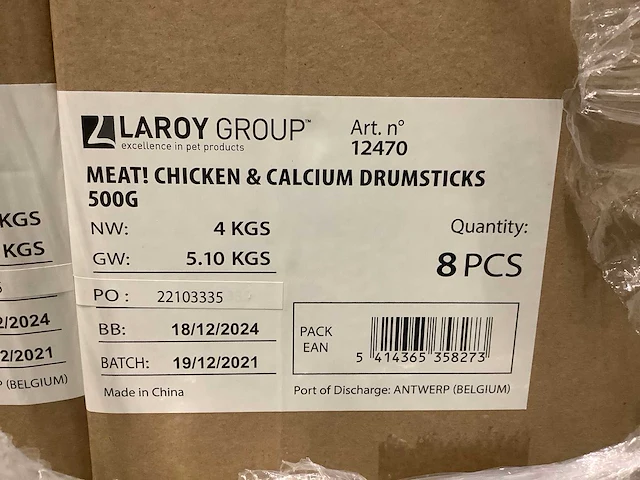 LAROY GROUP™
excellence in pet products
Art. n°
12470
MEAT! CHICKEN & CALCIUM DRUMSTICKS
500G
NW: 4 KGS
GW: 5.10 KGS
Quantity:
8 PCS
PO : 22103335
BB: 18/12/2024
BATCH: 19/12/2021
Made in China
PACK
EAN
5 414365 358273
Port of Discharge: ANTWERP (BELGIUM)
KGS
KGS
2/2024
2/2021
P (BELGIUM)